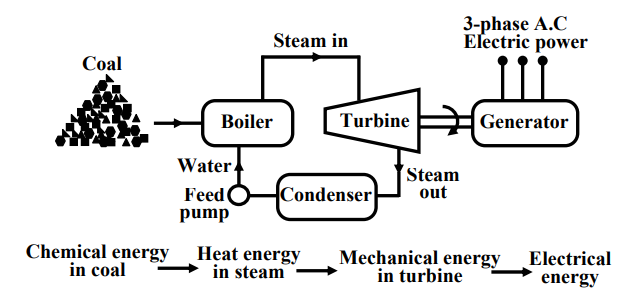 3-phase A.C
Electric power
Steam in
Coal
Boiler
Turbine
Generator
Water
Steam
out
Feed
pump
Condenser
Chemical energy
in coal
Heat energy
in steam
Mechanical energy
in turbine
Electrical
energy